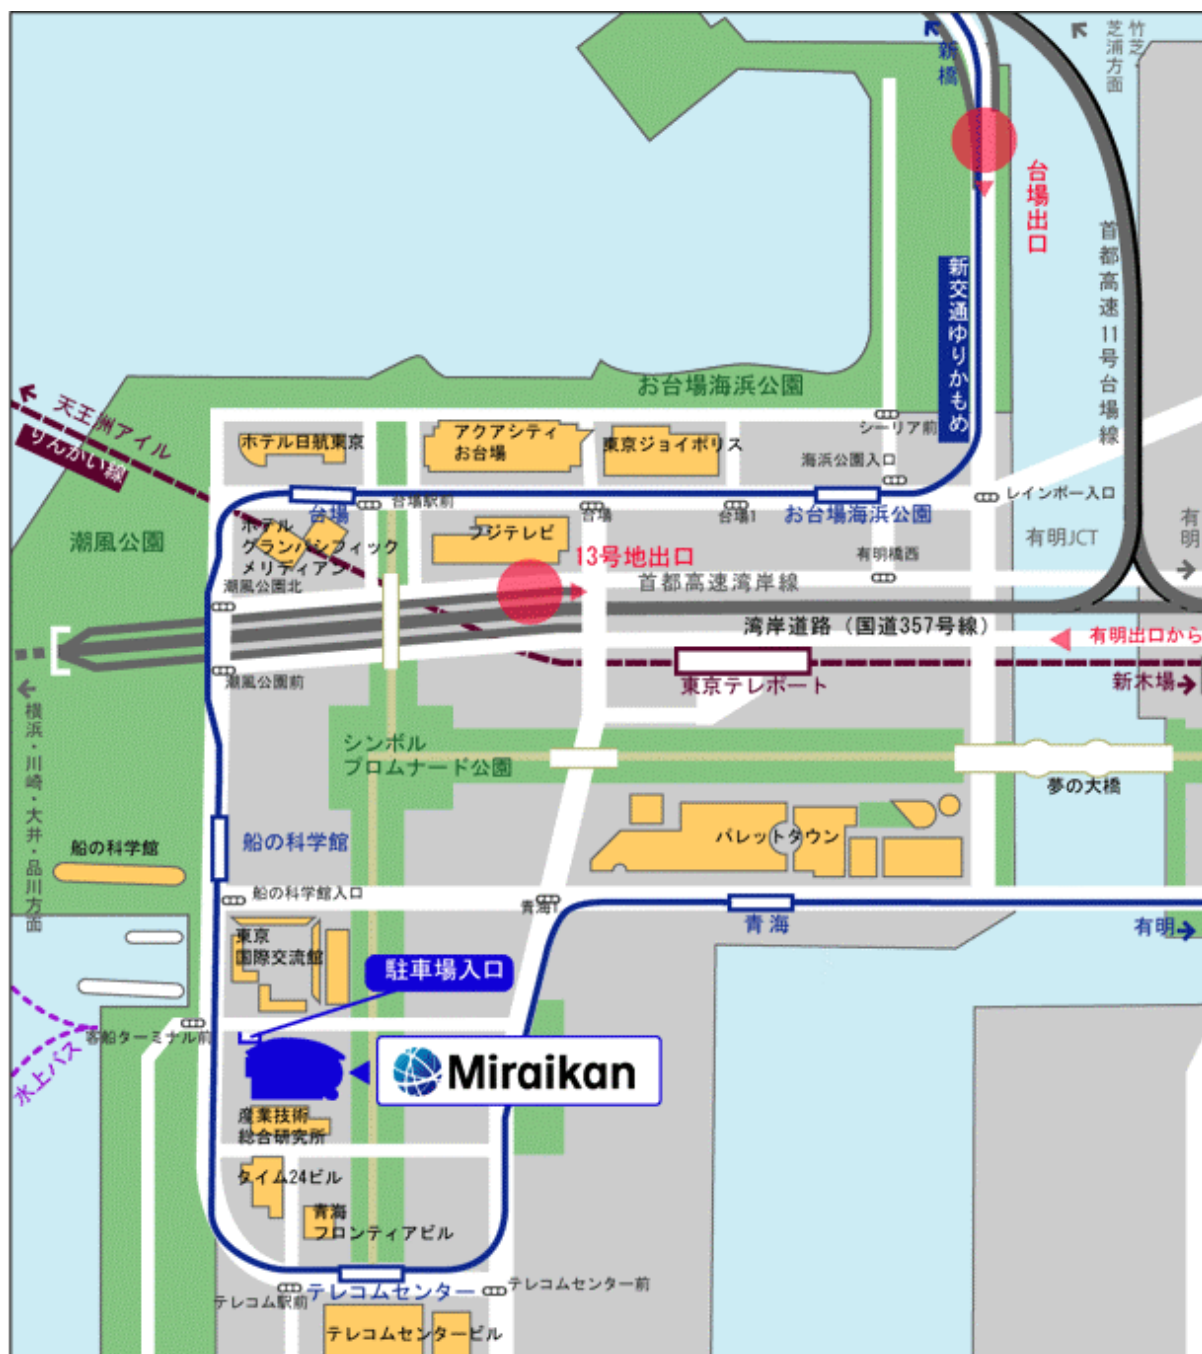 新橋
竹芝・
芝浦方面
台場出口
首都高速11号台場線
新交通ゆりかもめ
お台場海浜公園
天王洲アイル
りんかい線
ホテル日航東京
アクアシティ
お台場
東京ジョイポリス
シーリア前
海浜公園入口
台場
台場駅前
台場
台場1
お台場海浜公園
レインボー入口
潮風公園
ホテル
グランパシフィック
メリディアン
フジテレビ
13号地出口
有明橋西
有明JCT
有明
潮風公園北
首都高速湾岸線
湾岸道路（国道357号線）
有明出口から
潮風公園前
東京テレポート
新木場
横浜・川崎・大井・品川方面
シンボル
プロムナード公園
夢の大橋
船の科学館
船の科学館
パレットタウン
船の科学館入口
青海1
青海
有明
東京
国際交流館
駐車場入口
客船ターミナル前
水上バス
Miraikan
産業技術
総合研究所
タイム24ビル
青海
フロンティアビル
テレコム駅前
テレコムセンター
テレコムセンター前
テレコムセンタービル